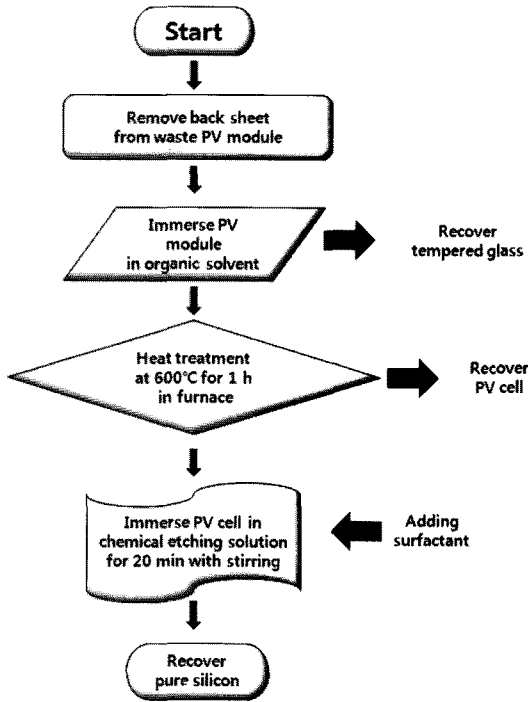 Start
Remove back sheet
from waste PV module
Immerse PV
module
in organic solvent
Recover
tempered glass
Heat treatment
at 600℃ for 1 h
in furnace
Recover
PV cell
Immerse PV cell in
chemical etching solution
for 20 min with stirring
Adding
surfactant
Recover
pure silicon